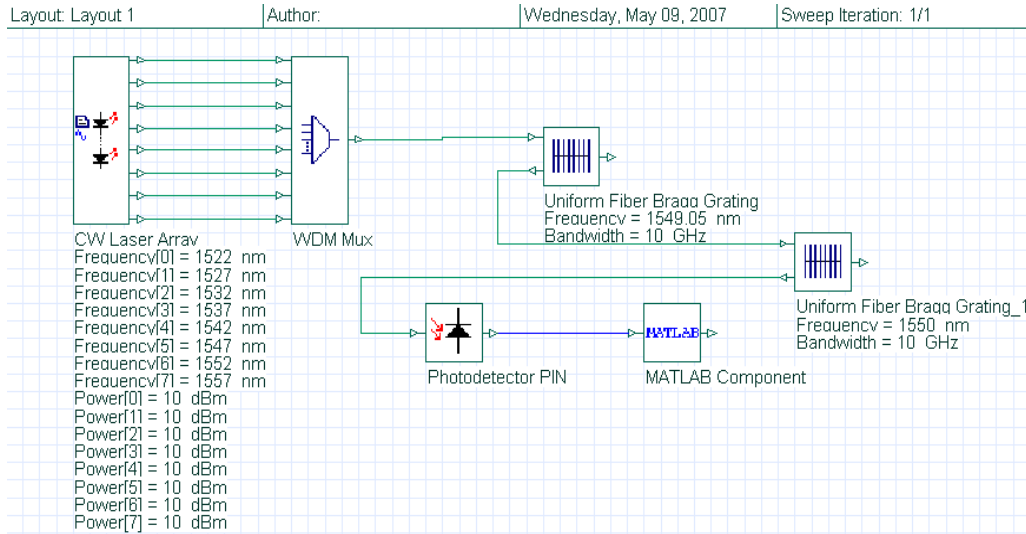 Layout: Layout 1
Author:
Wednesday, May 09, 2007
Sweep Iteration: 1/1
Uniform Fiber Bragg Grating
Frequency = 1549.05 nm
Bandwidth = 10 GHz
CW Laser Array
WDM Mux
Frequency[0] = 1522 nm
Frequency[1] = 1527 nm
Frequency[2] = 1532 nm
Frequency[3] = 1537 nm
Frequency[4] = 1542 nm
Frequency[5] = 1547 nm
Frequency[6] = 1552 nm
Frequency[7] = 1557 nm
Power[0] = 10 dBm
Power[1] = 10 dBm
Power[2] = 10 dBm
Power[3] = 10 dBm
Power[4] = 10 dBm
Power[5] = 10 dBm
Power[6] = 10 dBm
Power[7] = 10 dBm
Uniform Fiber Bragg Grating_1
Frequency = 1550 nm
Bandwidth = 10 GHz
MATLAB
Photodetector PIN
MATLAB Component